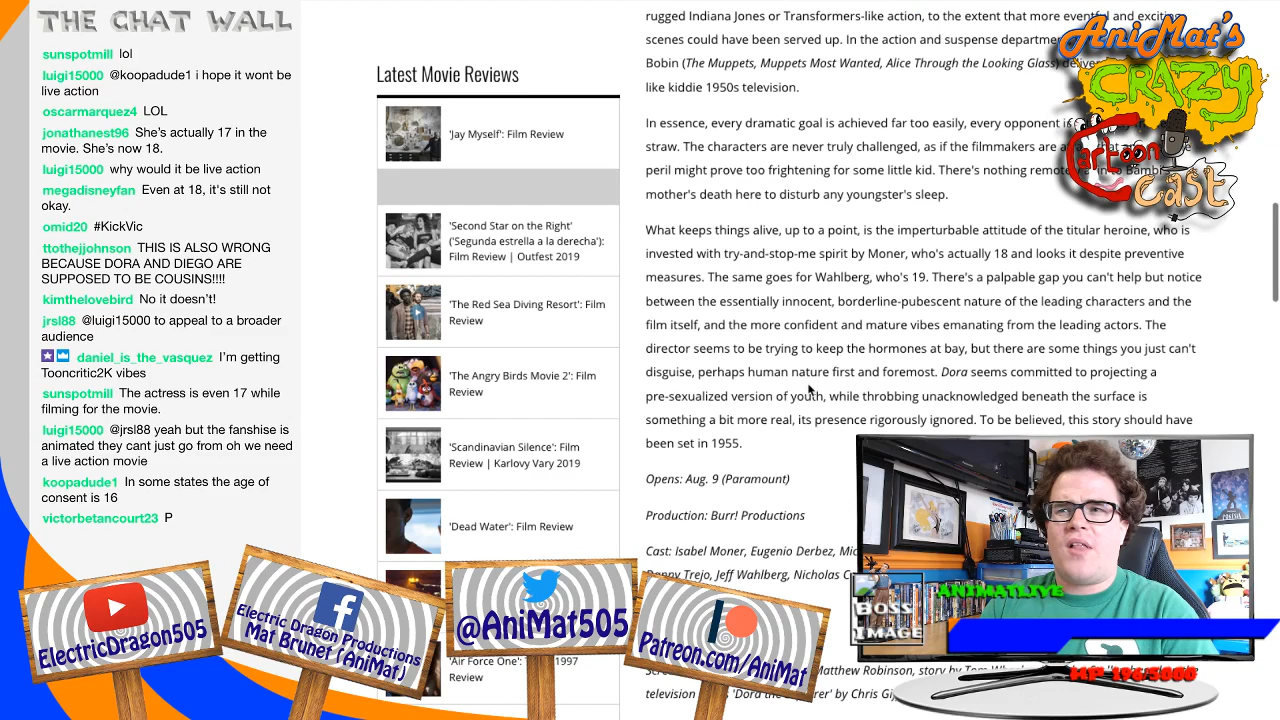 THE CHAT WALL
sunspotmill lol
luigi15000 @koopadude1 i hope it wont be
live action
oscarmarquez4 LOL
jonathanest96 She's actually 17 in the
movie. She's now 18.
luigi15000 why would it be live action
megadisneyfan Even at 18, it's still not
okay.
omid20 #KickVic
ttothejjohnson THIS IS ALSO WRONG
BECAUSE DORA AND DIEGO ARE
SUPPOSED TO BE COUSINS!!!!
kimthelovebird No it doesn't!
jrsl88 @luigi15000 to appeal to a broader
audience
daniel_is_the_vasquez I'm getting
Tooncritic2K vibes
sunspotmill The actress is even 17 while
filming for the movie.
luigi15000 @jrsl88 yeah but the fanshise is
animated they cant just go from oh we need
a live action movie
koopadude1 In some states the age of
consent is 16
victorbetancourt23 P
Latest Movie Reviews
'Jay Myself': Film Review
'Second Star on the Right'
('Segunda estrella a la derecha'):
Film Review | Outfest 2019
'The Red Sea Diving Resort': Film
Review
'The Angry Birds Movie 2': Film
Review
'Scandinavian Silence': Film
Review | Karlovy Vary 2019
'Dead Water': Film Review
'Air Force One': 1997
Review
rugged Indiana Jones or Transformers-like action, to the extent that more eventful and exciting
scenes could have been served up. In the action and suspense
Bobin (The Muppets, Muppets Most Wanted, Alice Through the Looking Glass)
like kiddie 1950s television.
In essence, every dramatic goal is achieved far too easily, every opponent is
straw. The characters are never truly challenged, as if the filmmakers are
peril might prove too frightening for some little kid. There's nothing
mother's death here to disturb any youngster's sleep.
What keeps things alive, up to a point, is the imperturbable attitude of the titular heroine, who is
invested with try-and-stop-me spirit by Moner, who's actually 18 and looks it despite preventive
measures. The same goes for Wahlberg, who's 19. There's a palpable gap you can't help but notice
between the essentially innocent, borderline-pubescent nature of the leading characters and the
film itself, and the more confident and mature vibes emanating from the leading actors. The
director seems to be trying to keep the hormones at bay, but there are some things you just can't
disguise, perhaps human nature first and foremost. Dora seems committed to projecting a
pre-sexualized version of youth, while throbbing unacknowledged beneath the surface is
something a bit more real, its presence rigorously ignored. To be believed, this story should have
been set in 1955.
Opens: Aug. 9 (Paramount)
Production: Burr! Productions
Cast: Isabel Moner, Eugenio Derbez,
Danny Trejo, Jeff Wahlberg, Nicholas
Matthew Robinson, story by
television by Chris
AniMat's
CRAZY
Cartoon
Cast
ElectricDragon505
Electric Dragon Productions
Mat Brunet (AniMat)
@AniMat505
Patreon.com/AniMat
BOSS
IMAGE
ANIMATLIVE